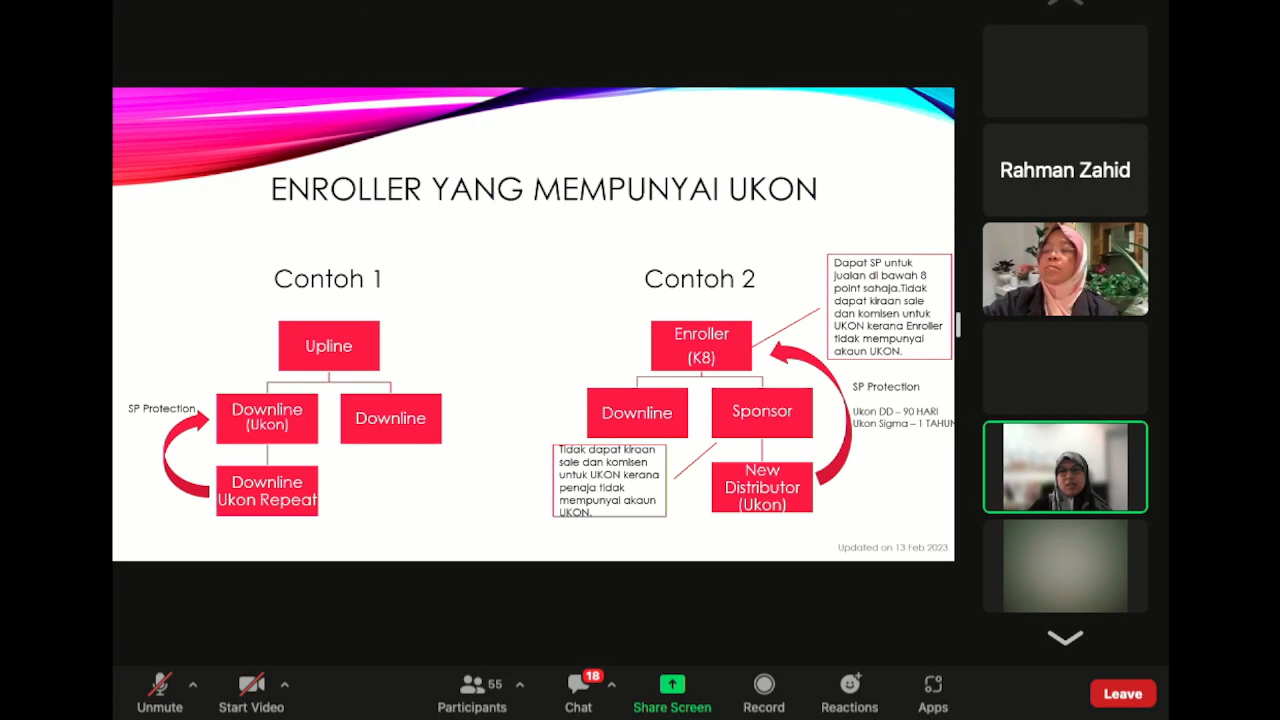 ENROLLER YANG MEMPUNYAI UKON
Contoh 1
Upline
SP Protection
Downline
(Ukon)
Downline
Downline
Ukon Repeat
Contoh 2
Enroller
(K8)
Downline
Sponsor
New
Distributor
(Ukon)
Dapat SP untuk
jualan di bawah 8
point sahaja.Tidak
dapat kiraan sale
dan komisen untuk
UKON kerana Enroller
tidak mempunyai
akaun UKON.
SP Protection
Ukon DD – 90 HARI
Ukon Sigma – 1 TAHUN
Tidak dapat kiraan
sale dan komisen
untuk UKON kerana
penaja tidak
mempunyai akaun
UKON.
Updated on 13 Feb 2023
Rahman Zahid
Unmute
Start Video
55
Participants
18
Chat
Share Screen
Record
Reactions
Apps
Leave